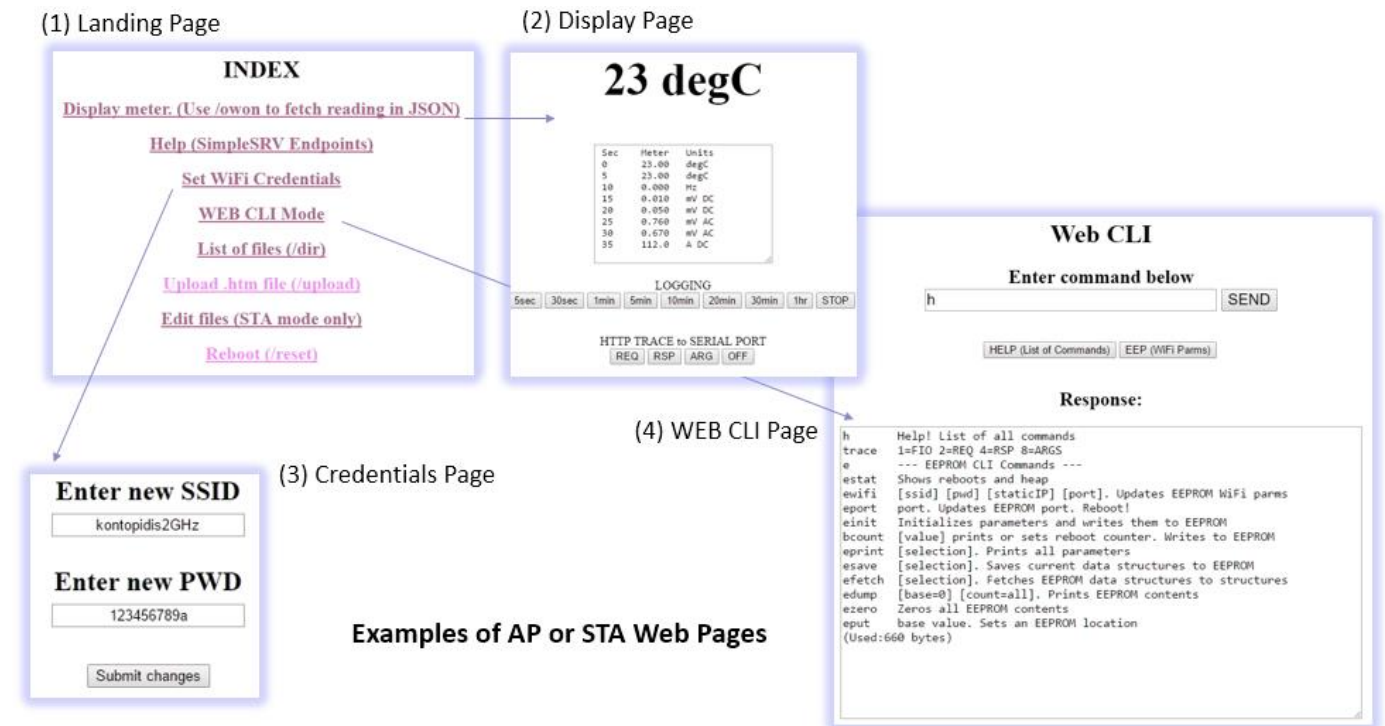 (1) Landing Page
INDEX
Display meter. (Use /owon to fetch reading in JSON)
Help (SimpleSRV Endpoints)
Set WiFi Credentials
WEB CLI Mode
List of files (/dir)
Upload .htm file (/upload)
Edit files (STA mode only)
Reboot (/reset)
(2) Display Page
23 degC
Sec Meter Units
0 23.00 degC
5 23.00 degC
10 0.000 Hz
15 0.010 mV DC
20 0.050 mV DC
25 0.760 mV AC
30 0.670 mV AC
35 112.0 A DC
LOGGING
5sec 30sec 1min 5min 10min 20min 30min 1hr STOP
HTTP TRACE to SERIAL PORT
REQ RSP ARG OFF
(3) Credentials Page
Enter new SSID
kontopidis2GHz
Enter new PWD
123456789a
Submit changes
(4) WEB CLI Page
Web CLI
Enter command below
h SEND
HELP (List of Commands) EEP (WiFi Parms)
Response:
h Help! List of all commands
trace 1=FIO 2=REQ 4=RSP 8=ARGS
e --- EEPROM CLI Commands ---
estat Shows reboots and heap
ewifi [ssid] [pwd] [staticIP] [port]. Updates EEPROM WiFi parms
eport port. Updates EEPROM port. Reboot!
einit Initializes parameters and writes them to EEPROM
bcount [value] prints or sets reboot counter. Writes to EEPROM
eprint [selection]. Prints all parameters
esave [selection]. Saves current data structures to EEPROM
efetch [selection]. Fetches EEPROM data structures to structures
edump [base=0] [count=all]. Prints EEPROM contents
ezero Zeros all EEPROM contents
eput base value. Sets an EEPROM location
(Used:660 bytes)
Examples of AP or STA Web Pages